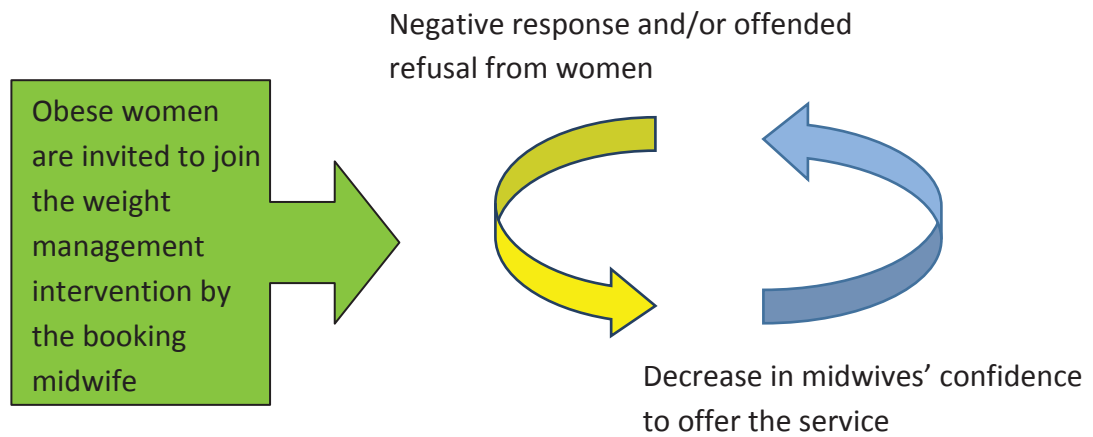 Negative response and/or offended
refusal from women
Obese women
are invited to join
the weight
management
intervention by
the booking
midwife
Decrease in midwives’ confidence
to offer the service